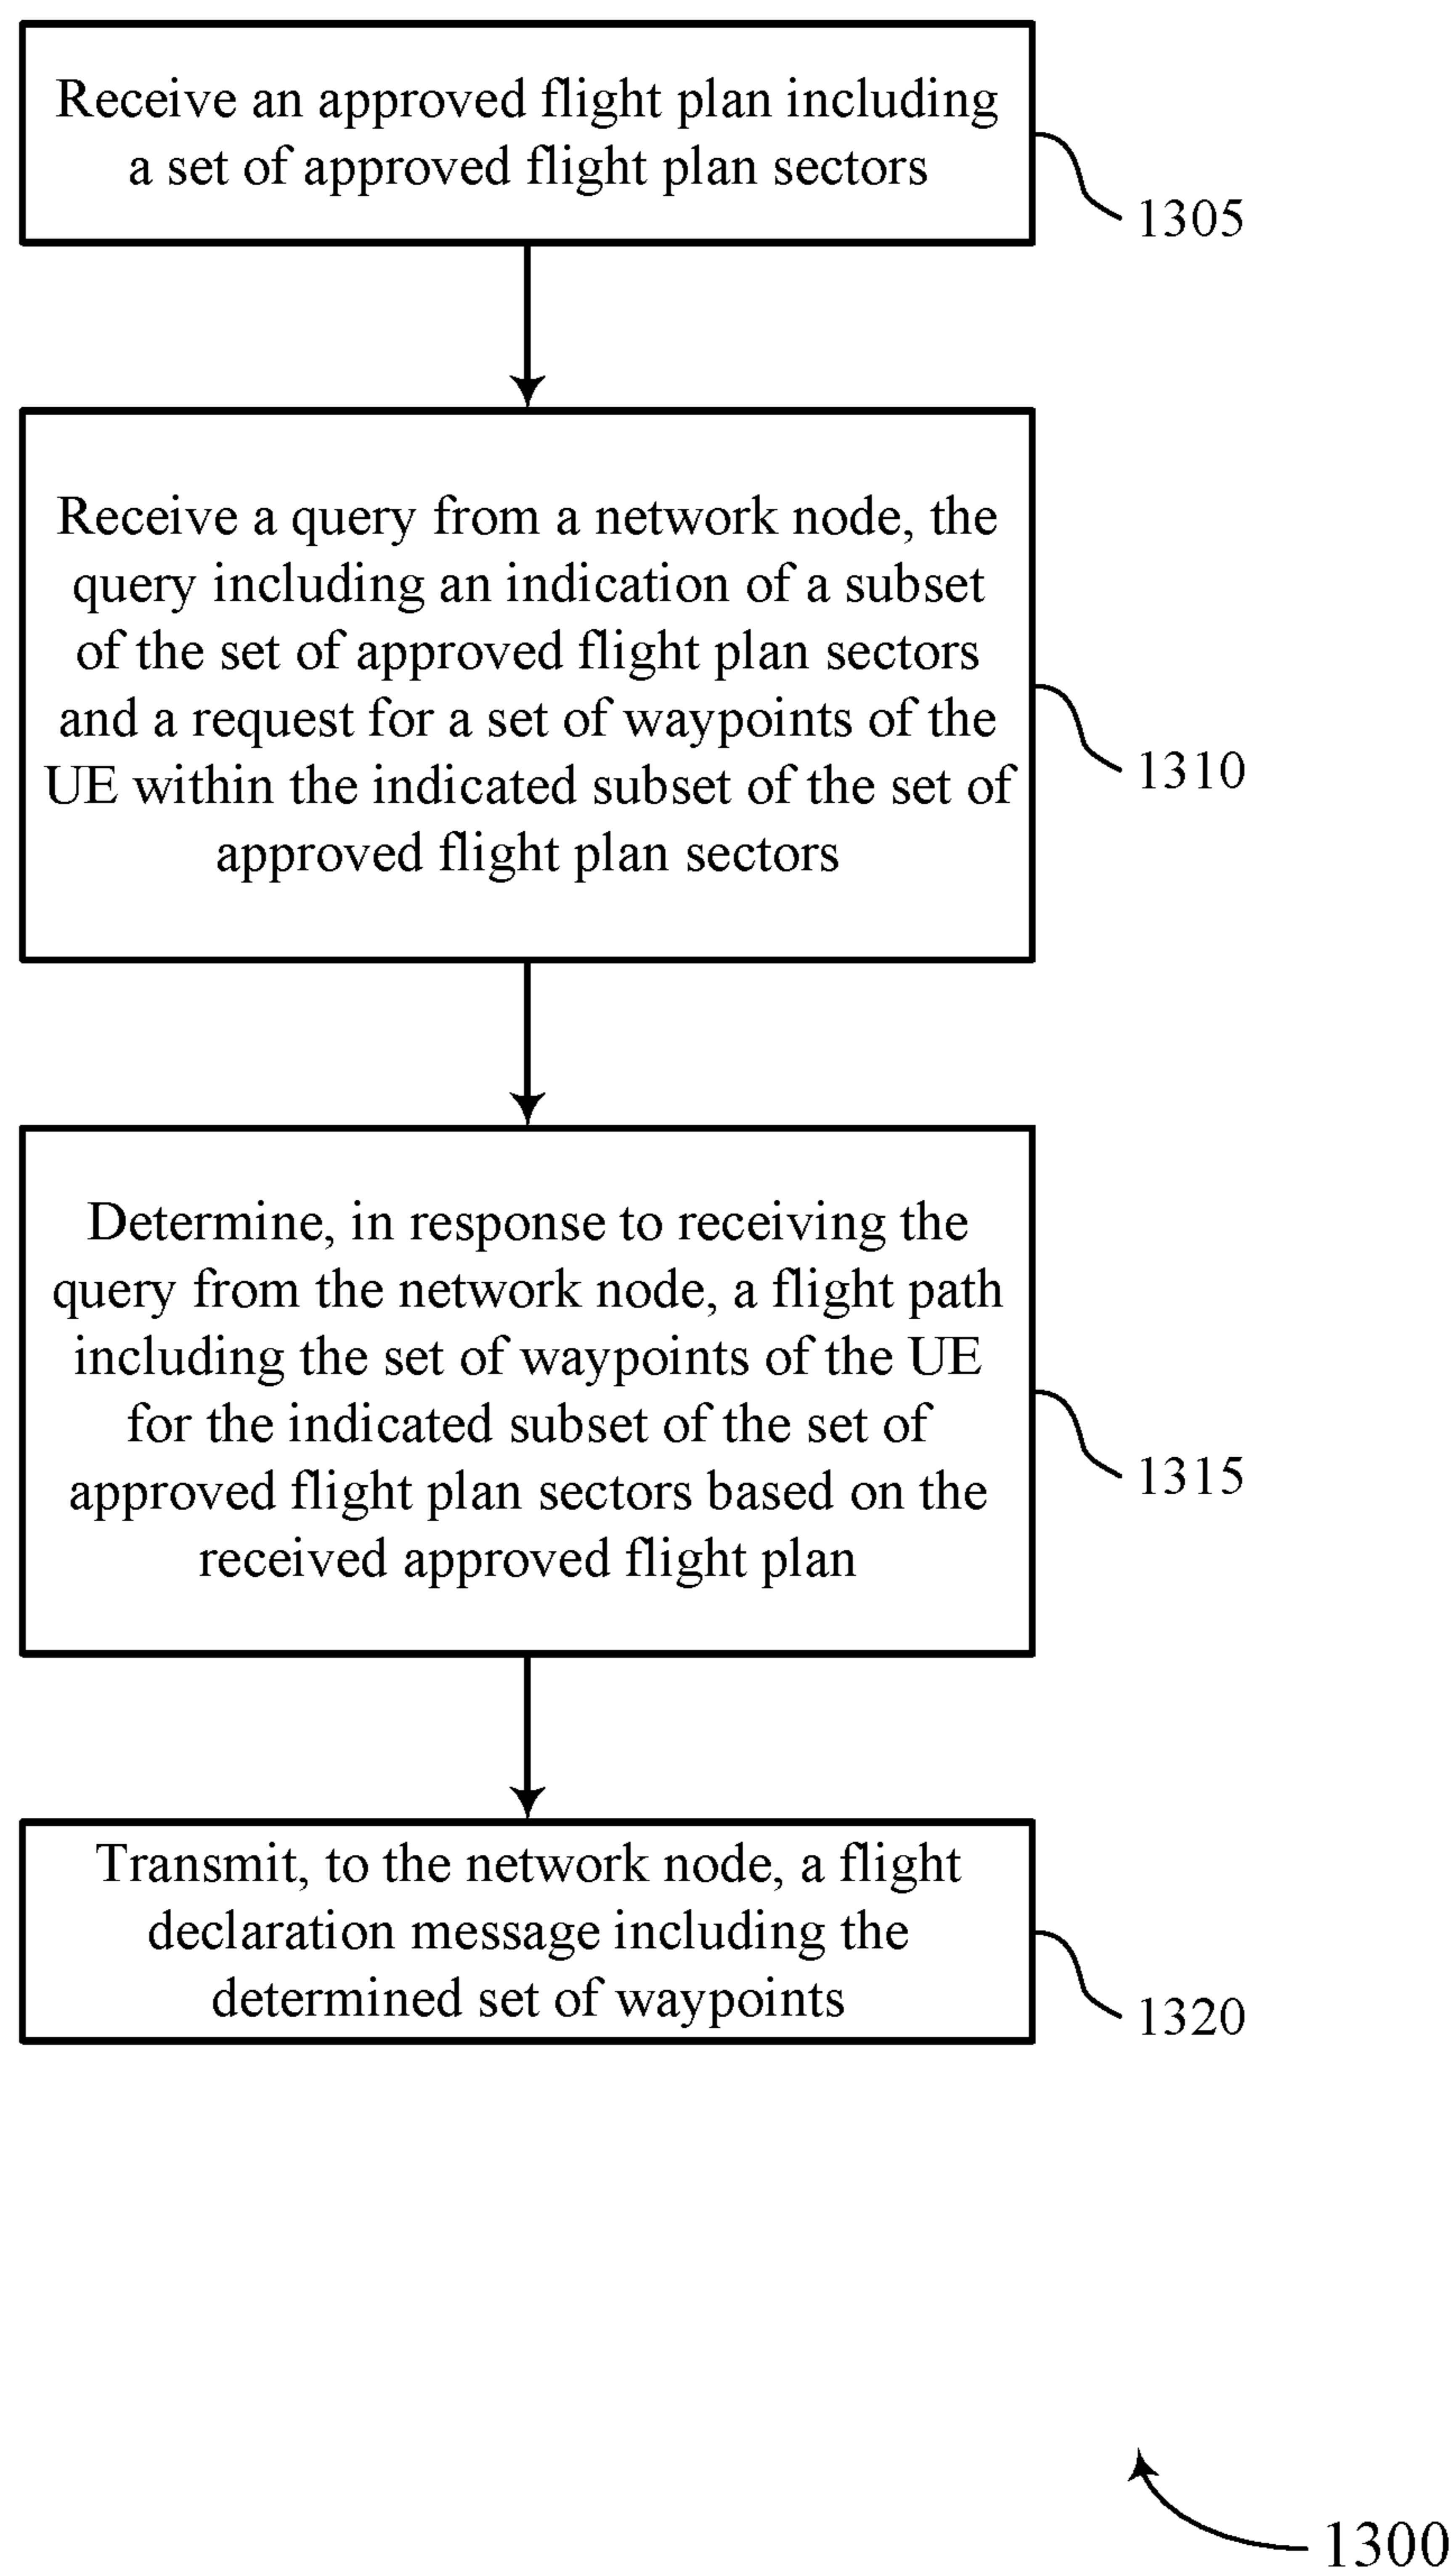 Receive an approved flight plan including
a set of approved flight plan sectors
1305
Receive a query from a network node, the
query including an indication of a subset
of the set of approved flight plan sectors
and a request for a set of waypoints of the
UE within the indicated subset of the set of
approved flight plan sectors
1310
Determine, in response to receiving the
query from the network node, a flight path
including the set of waypoints of the UE
for the indicated subset of the set of
approved flight plan sectors based on the
received approved flight plan
1315
Transmit, to the network node, a flight
declaration message including the
determined set of waypoints
1320
1300